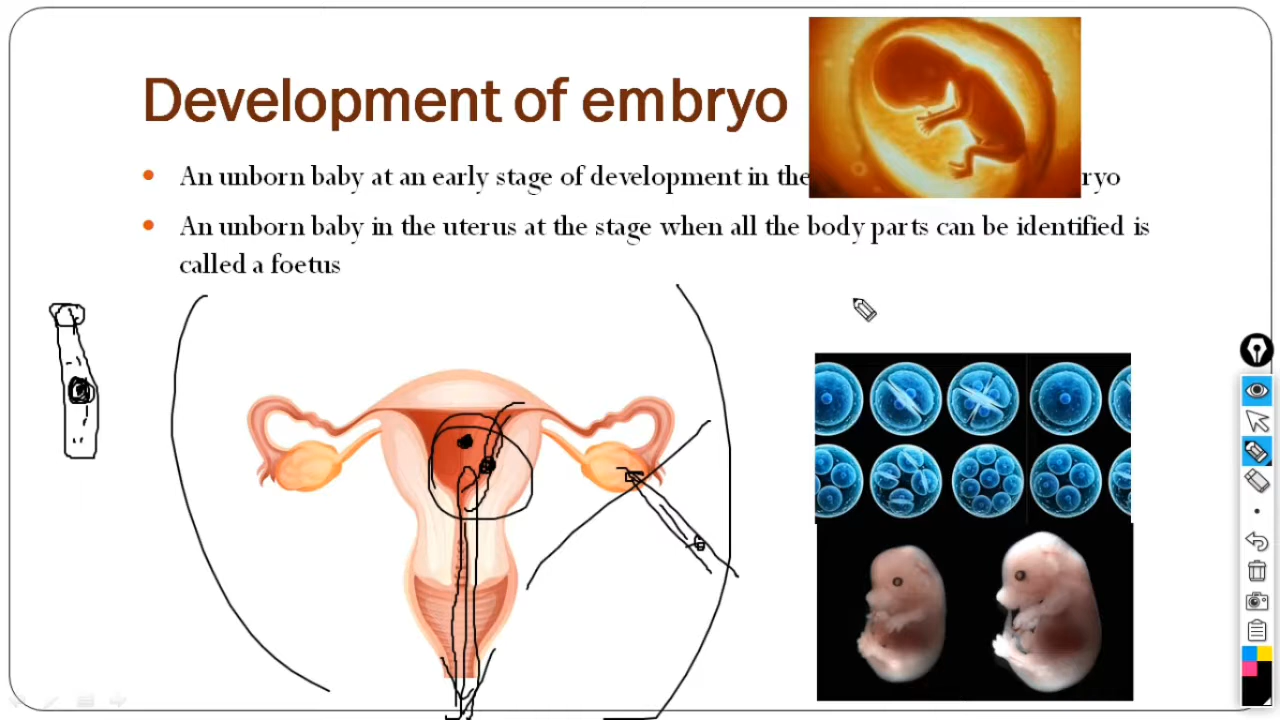 Development of embryo
An unborn baby at an early stage of development in the ryo
An unborn baby in the uterus at the stage when all the body parts can be identified is
called a foetus